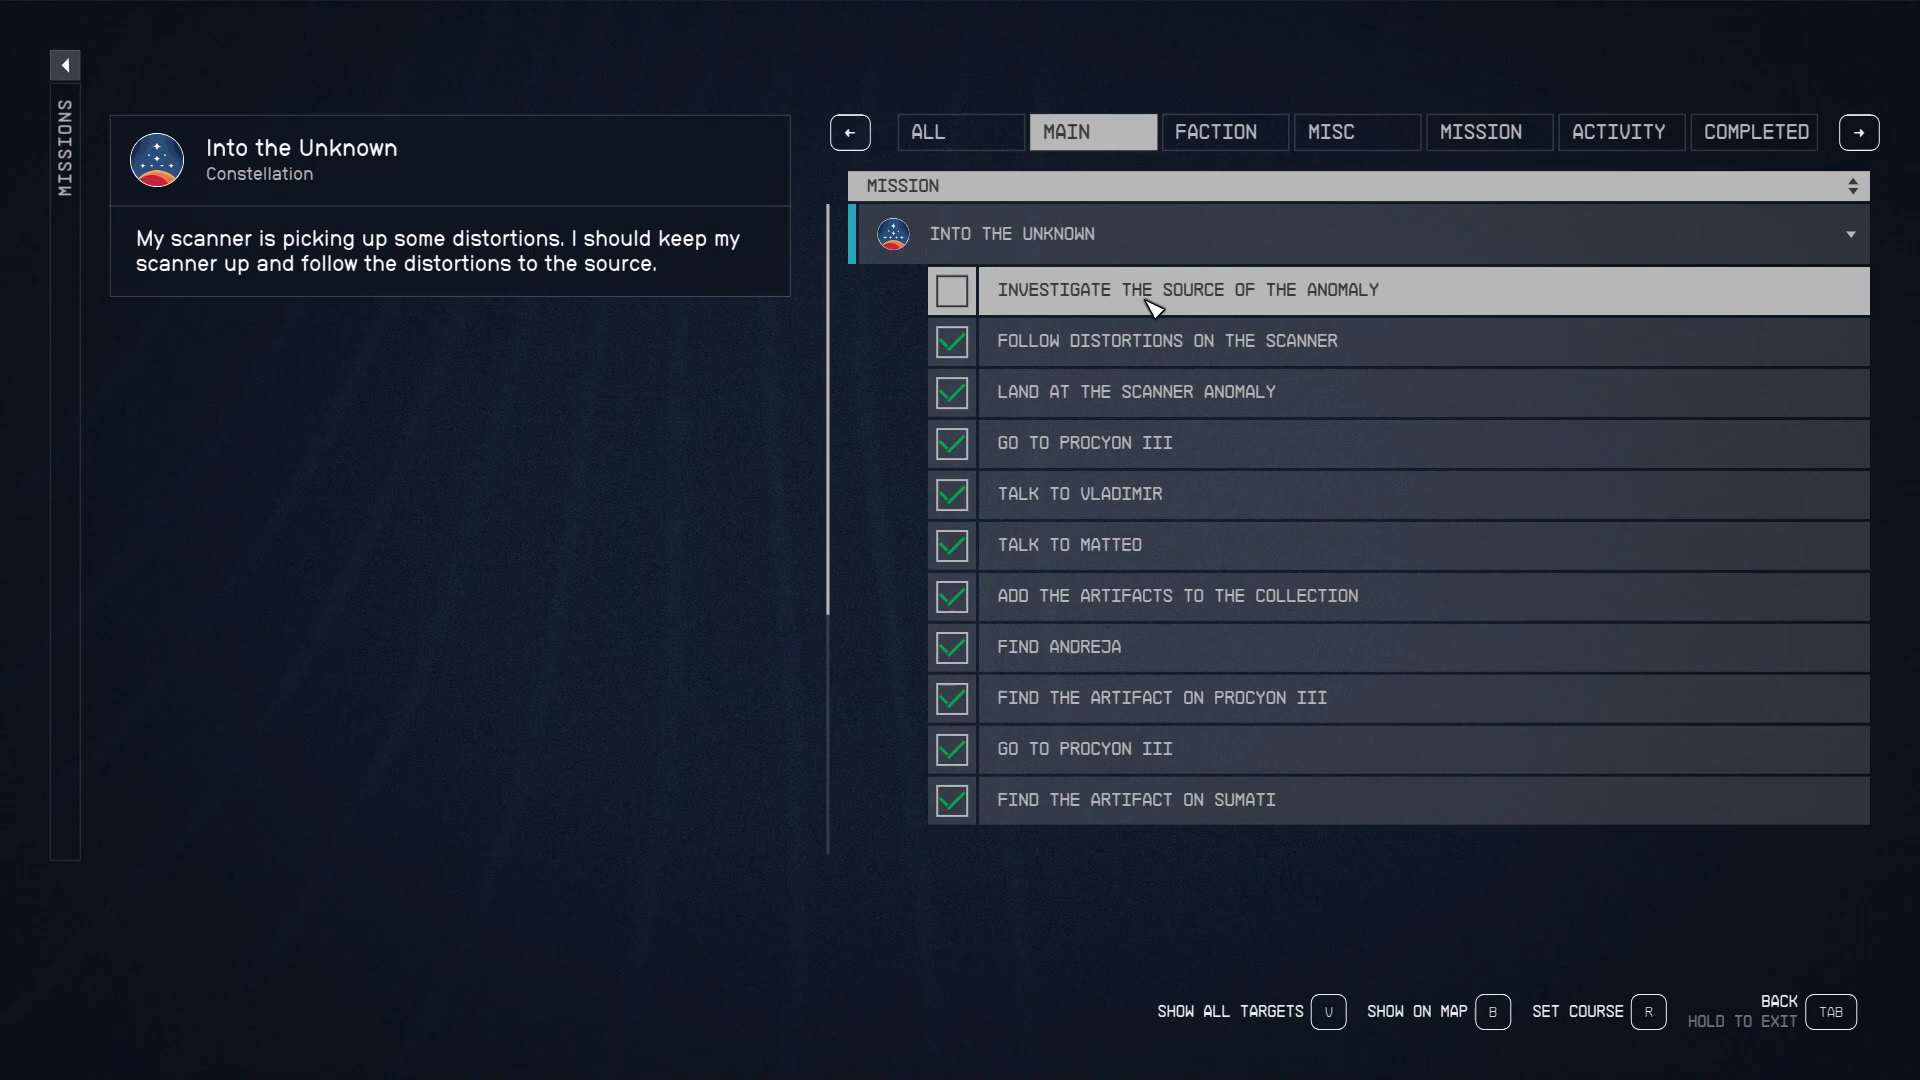 MISSIONS
Into the Unknown
Constellation
My scanner is picking up some distortions. I should keep my
scanner up and follow the distortions to the source.
ALL
MAIN
FACTION
MISC
MISSION
ACTIVITY
COMPLETED
MISSION
INTO THE UNKNOWN
INVESTIGATE THE SOURCE OF THE ANOMALY
FOLLOW DISTORTIONS ON THE SCANNER
LAND AT THE SCANNER ANOMALY
GO TO PROCYON III
TALK TO VLADIMIR
TALK TO MATTEO
ADD THE ARTIFACTS TO THE COLLECTION
FIND ANDREJA
FIND THE ARTIFACT ON PROCYON III
GO TO PROCYON III
FIND THE ARTIFACT ON SUMATI
SHOW ALL TARGETS V
SHOW ON MAP B
SET COURSE R
BACK
HOLD TO EXIT
TAB